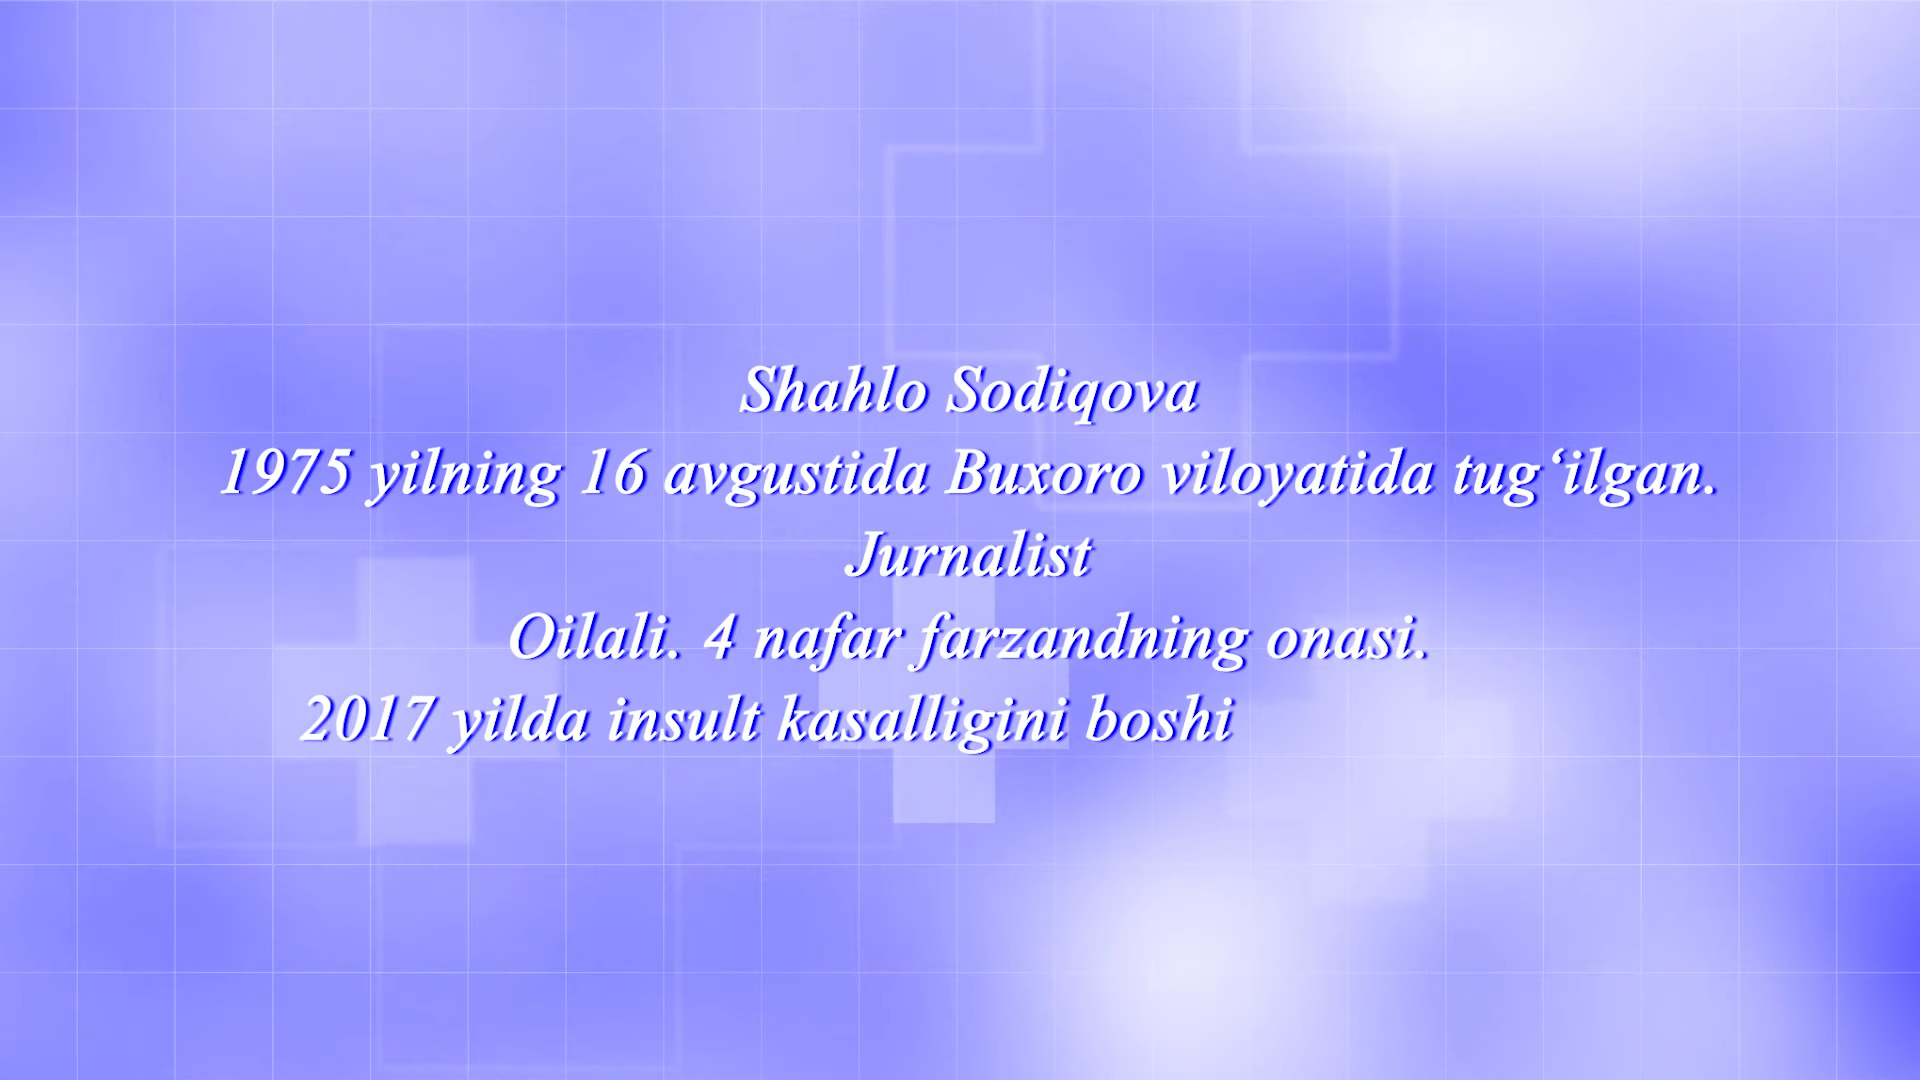 Shahlo Sodiqova
1975 yilning 16 avgustida Buxoro viloyatida tug‘ilgan.
Jurnalist
Oilali. 4 nafar farzandning onasi.
2017 yilda insult kasalligini boshi